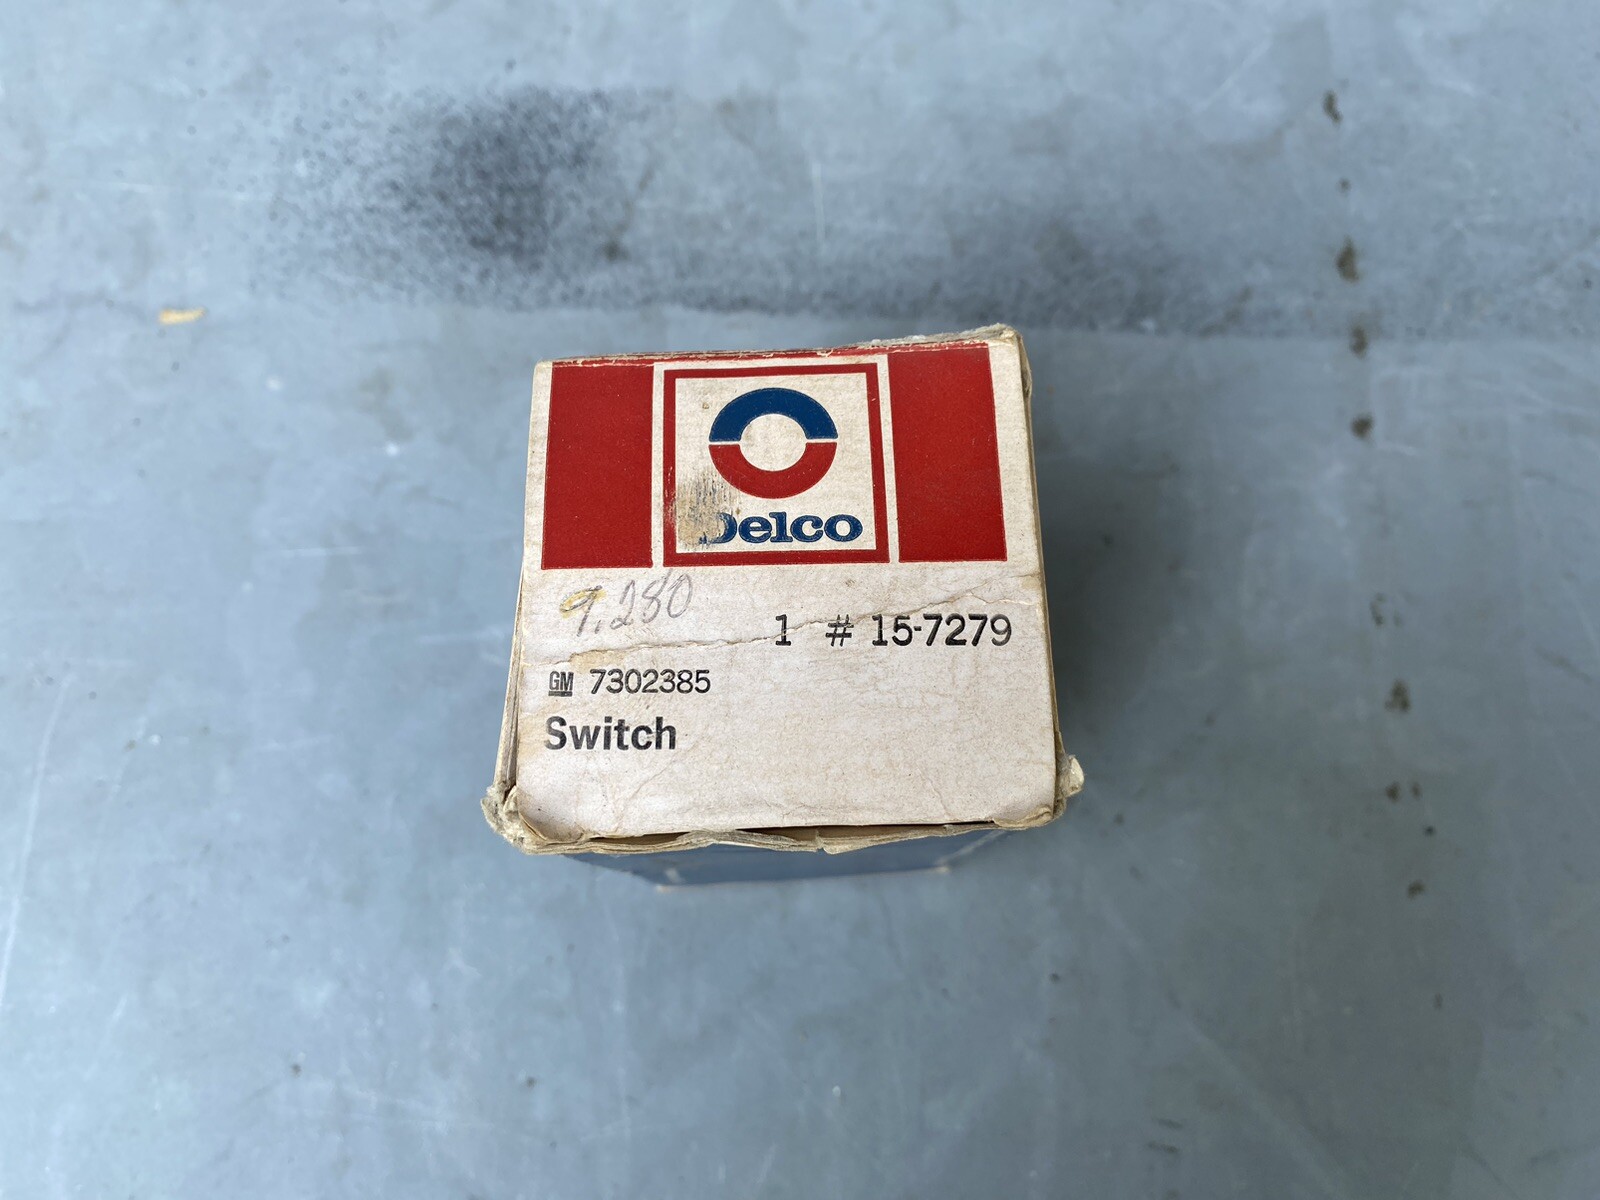 Delco
9.280
1 # 15-7279
GM 7302385
Switch